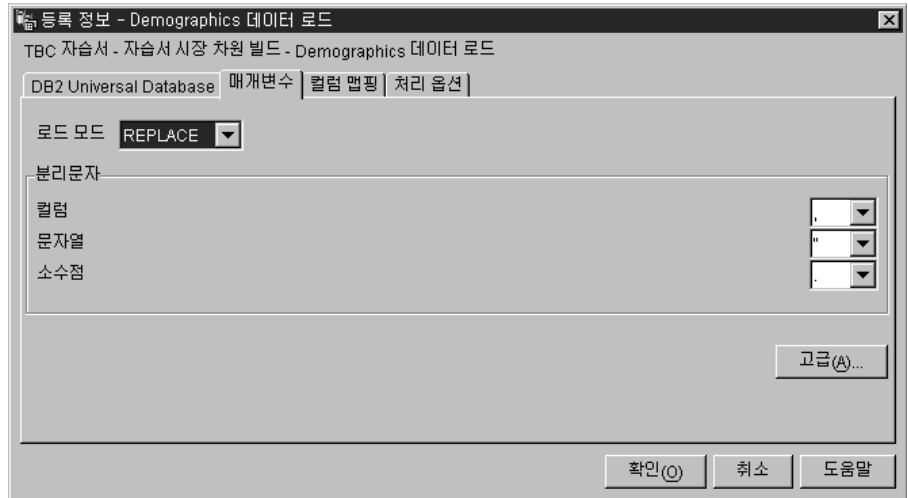 등록 정보 - Demographics 데이터 로드
TBC 자습서 - 자습서 시장 차원 빌드 - Demographics 데이터 로드
DB2 Universal Database 매개변수 컬럼 맵핑 처리 옵션
로드 모드 REPLACE
분리문자
컬럼 ,
문자열 "
소수점 .
고급(A)...
확인(O) 취소 도움말